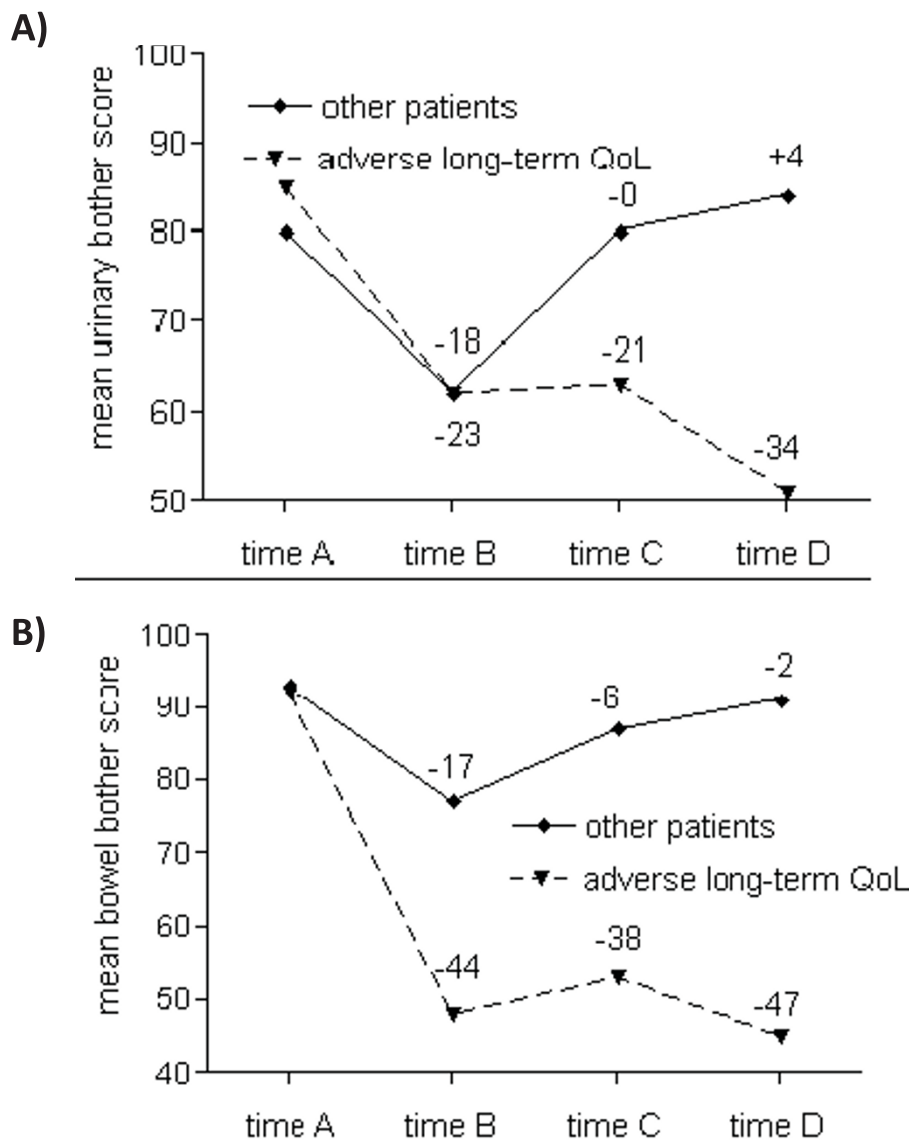 A)
mean urinary bother score
100
90
80
70
60
50
other patients
adverse long-term QoL
+4
-0
-18
-21
-23
-34
time A
time B
time C
time D
B)
mean bowel bother score
100
90
80
70
60
50
40
-2
-6
-17
other patients
adverse long-term QoL
-38
-44
-47
time A
time B
time C
time D